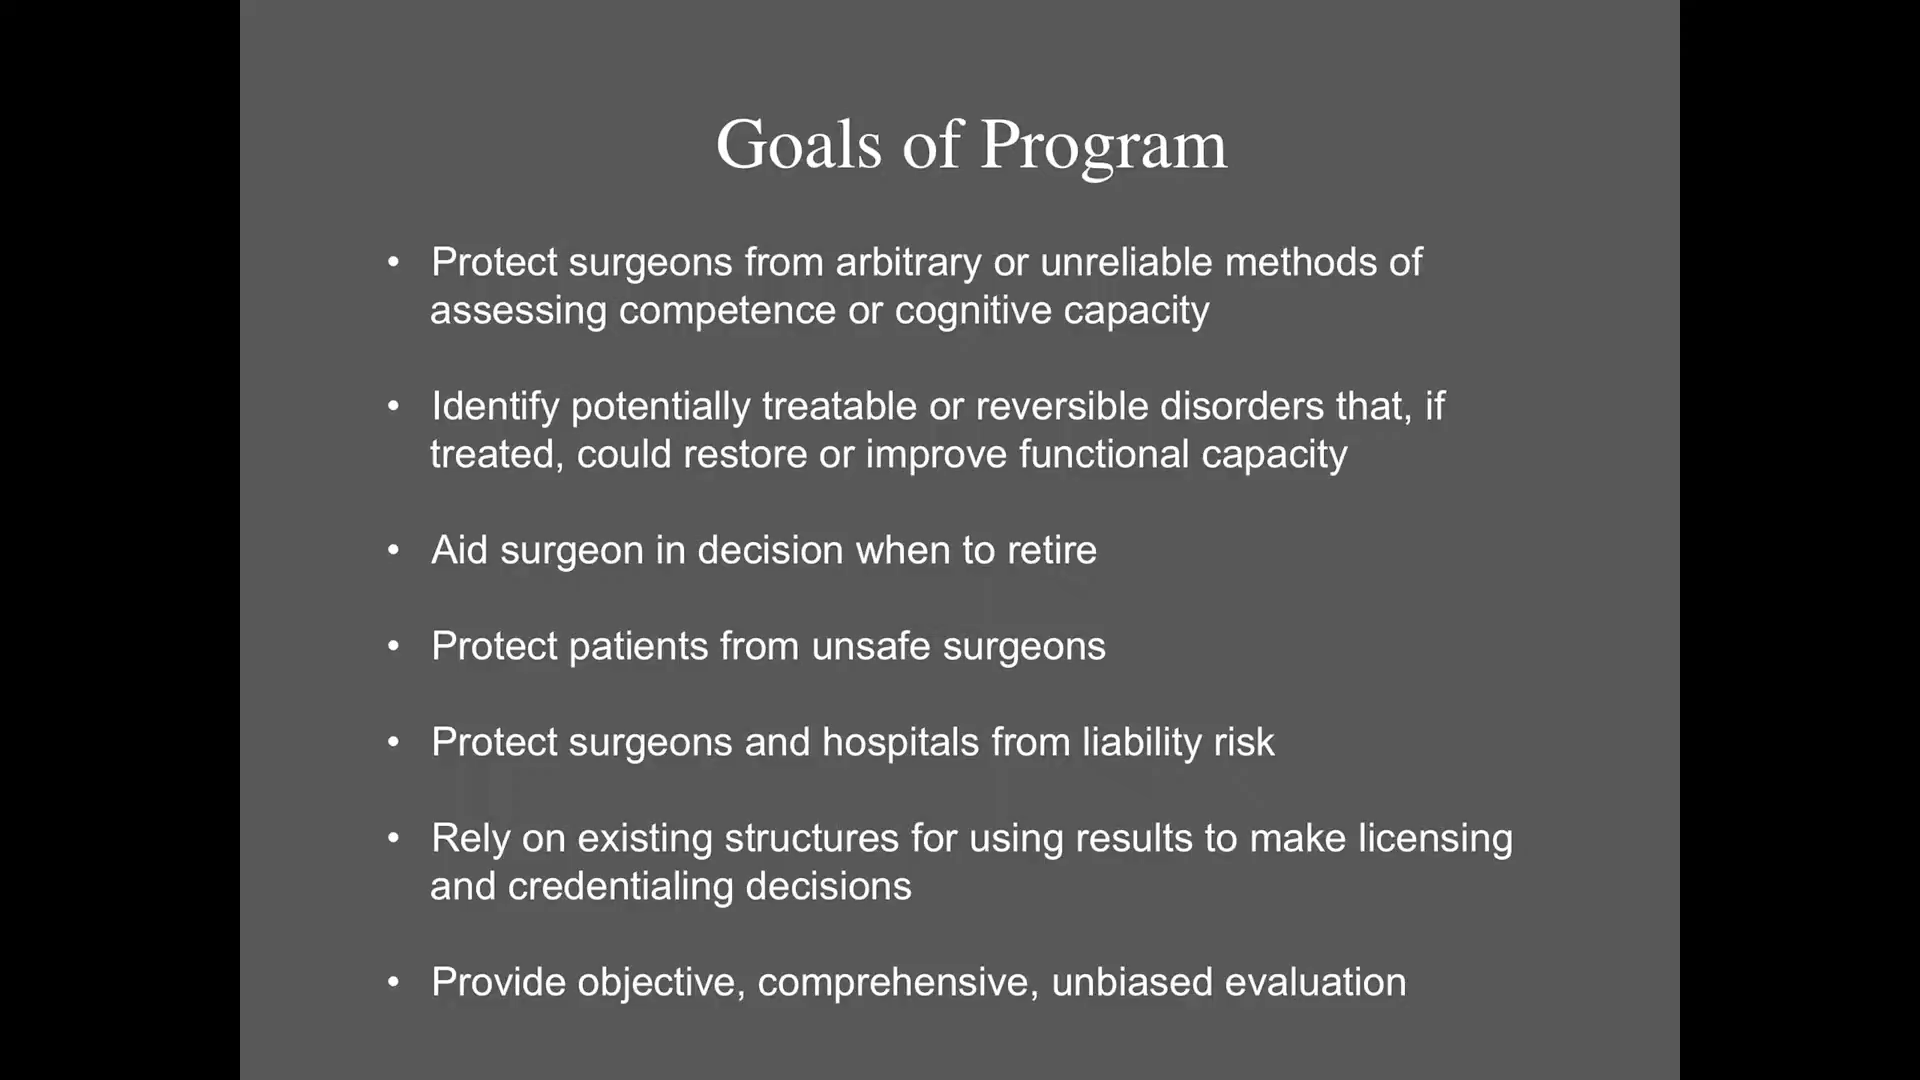 Goals of Program
• Protect surgeons from arbitrary or unreliable methods of
assessing competence or cognitive capacity
• Identify potentially treatable or reversible disorders that, if
treated, could restore or improve functional capacity
• Aid surgeon in decision when to retire
• Protect patients from unsafe surgeons
• Protect surgeons and hospitals from liability risk
• Rely on existing structures for using results to make licensing
and credentialing decisions
• Provide objective, comprehensive, unbiased evaluation